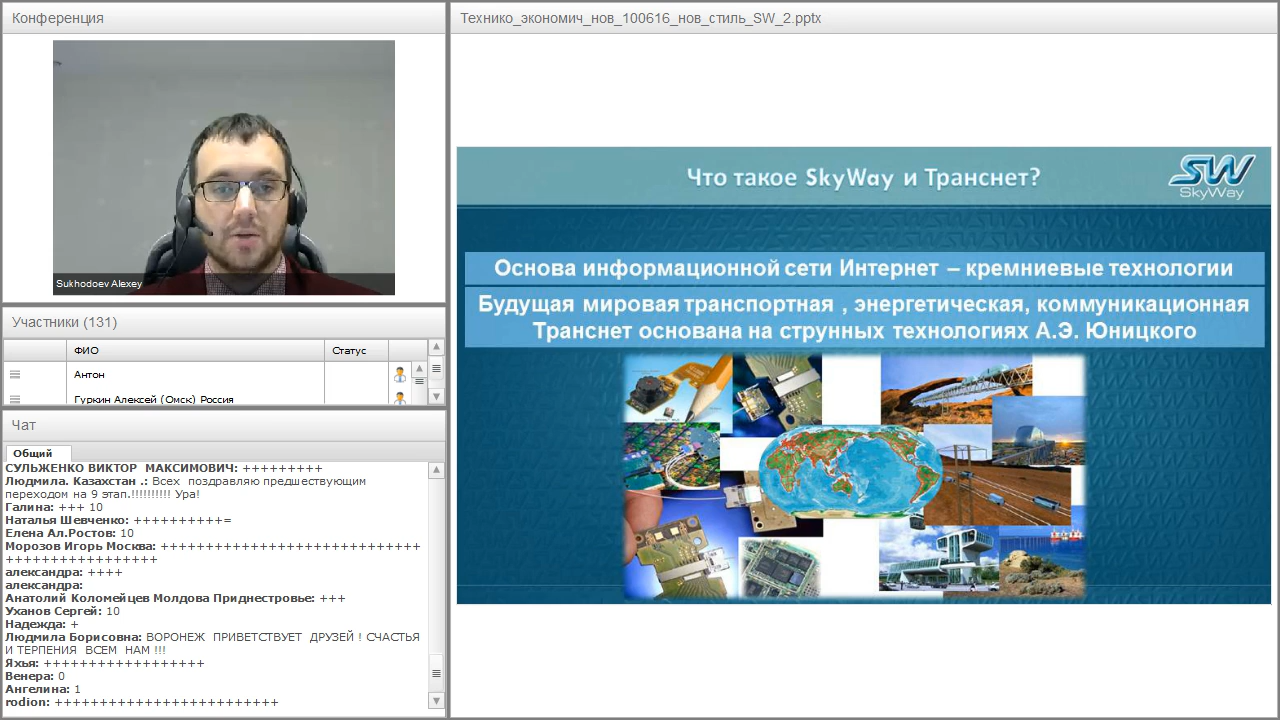 Конференция
Sukhodoev Alexey
Участники (131)
ФИО
Статус
Антон
Гуркин Алексей (Омск) Россия
Чат
Общий
СУЛЬЖЕНКО ВИКТОР МАКСИМОВИЧ: +++++++++
Людмила. Казахстан .: Всех поздравляю предшествующим
переходом на 9 этап.!!!!!!!!!! Ура!
Галина: +++ 10
Наталья Шевченко: ++++++++++=
Елена Ал.Ростов: 10
Морозов Игорь Москва: +++++++++++++++++++++++++++++
+++++++++++++++++
александра: ++++
александра:
Анатолий Коломейцев Молдова Приднестровье: +++
Уханов Сергей: 10
Надежда: +
Людмила Борисовна: ВОРОНЕЖ ПРИВЕТСТВУЕТ ДРУЗЕЙ ! СЧАСТЬЯ
И ТЕРПЕНИЯ ВСЕМ НАМ !!!
Яхья: ++++++++++++++++++
Венера: 0
Ангелина: 1
rodion: +++++++++++++++++++++++++
Технико_экономич_нов_100616_нов_стиль_SW_2.pptx
Что такое SkyWay и Транснет?
SW
SkyWay
Основа информационной сети Интернет – кремниевые технологии
Будущая мировая транспортная , энергетическая, коммуникационная
Транснет основана на струнных технологиях А.Э. Юницкого